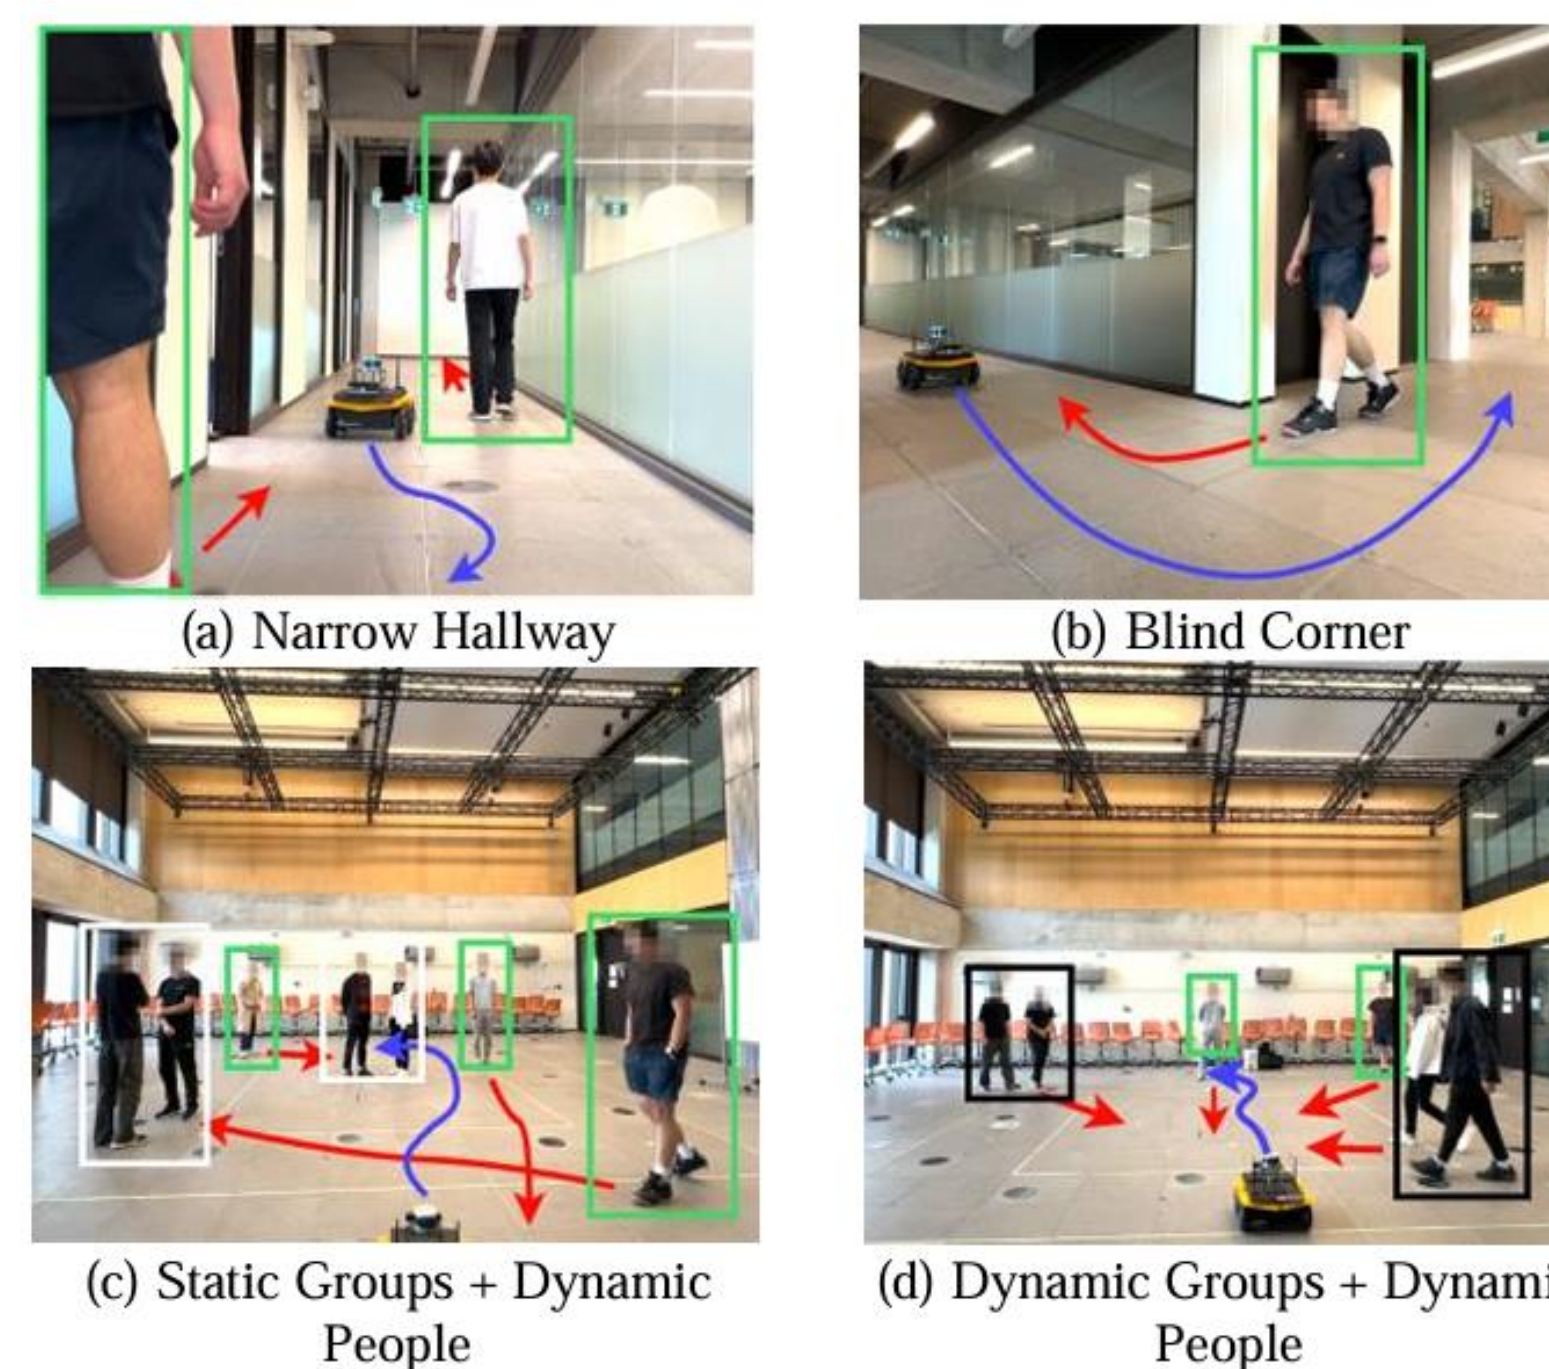 (a) Narrow Hallway
(b) Blind Corner
(c) Static Groups + Dynamic
People
(d) Dynamic Groups + Dynami
People